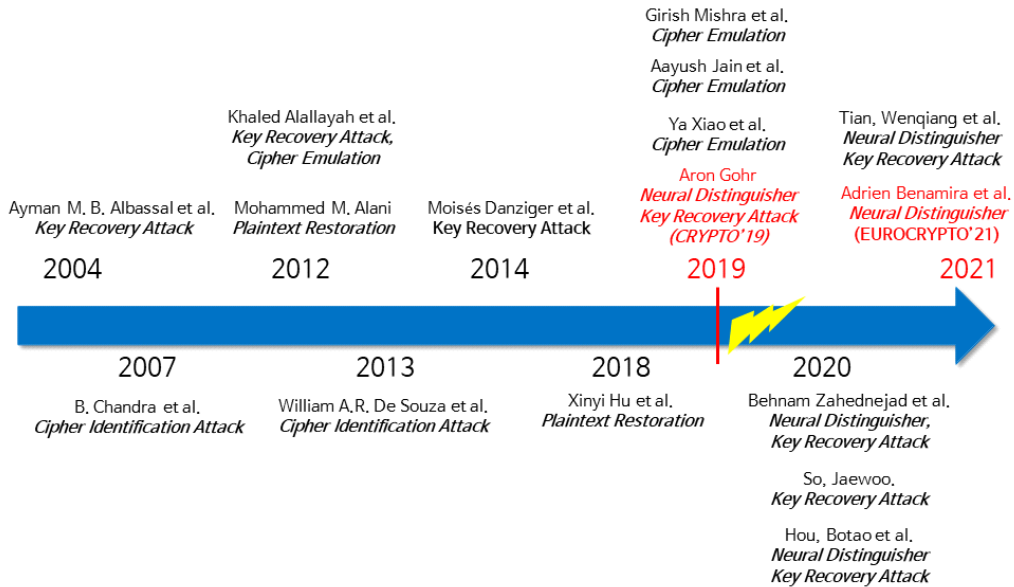 Girish Mishra et al.
Cipher Emulation
Aayush Jain et al.
Cipher Emulation
Khaled Alallayah et al.
Key Recovery Attack,
Cipher Emulation
Ya Xiao et al.
Cipher Emulation
Tian, Wenqiang et al.
Neural Distinguisher
Key Recovery Attack
Ayman M. B. Albassal et al.
Key Recovery Attack
Mohammed M. Alani
Plaintext Restoration
Moisés Danziger et al.
Key Recovery Attack
Aron Gohr
Neural Distinguisher
Key Recovery Attack
(CRYPTO'19)
Adrien Benamira et al.
Neural Distinguisher
(EUROCRYPTO'21)
2004
2012
2014
2019
2021
2007
2013
2018
2020
B. Chandra et al.
Cipher Identification Attack
William A.R. De Souza et al.
Cipher Identification Attack
Xinyi Hu et al.
Plaintext Restoration
Behnam Zahednejad et al.
Neural Distinguisher,
Key Recovery Attack
So, Jaewoo.
Key Recovery Attack
Hou, Botao et al.
Neural Distinguisher
Key Recovery Attack